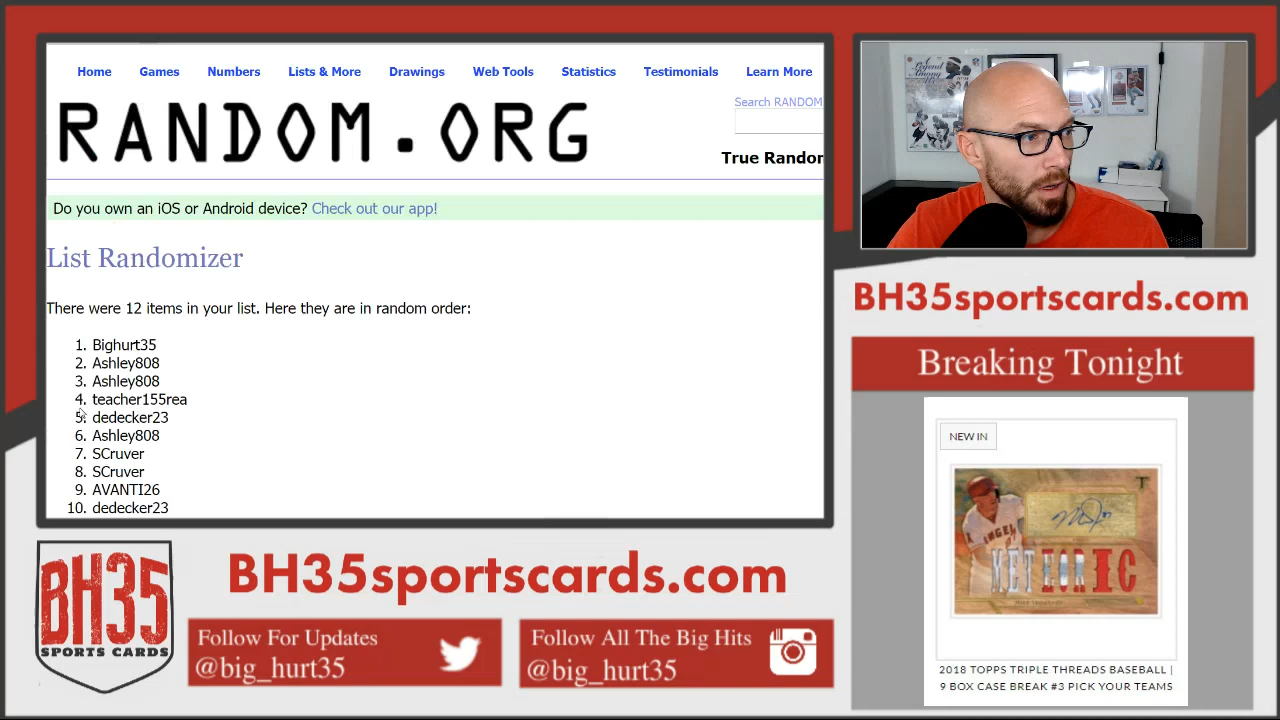 Home Games Numbers Lists & More Drawings Web Tools Statistics Testimonials Learn More
RANDOM.ORG
Search RANDOM
True Randor
Do you own an iOS or Android device? Check out our app!
List Randomizer
There were 12 items in your list. Here they are in random order:
1. Bighurt35
2. Ashley808
3. Ashley808
4. teacher155rea
5. dedecker23
6. Ashley808
7. SCruver
8. SCruver
9. AVANTI26
10. dedecker23
BH35sportscards.com
Breaking Tonight
NEW IN
ANGELS
METEORIC
2018 TOPPS TRIPLE THREADS BASEBALL |
9 BOX CASE BREAK #3 PICK YOUR TEAMS
BH35
SPORTS CARDS
BH35sportscards.com
Follow For Updates
@big_hurt35
Follow All The Big Hits
@big_hurt35